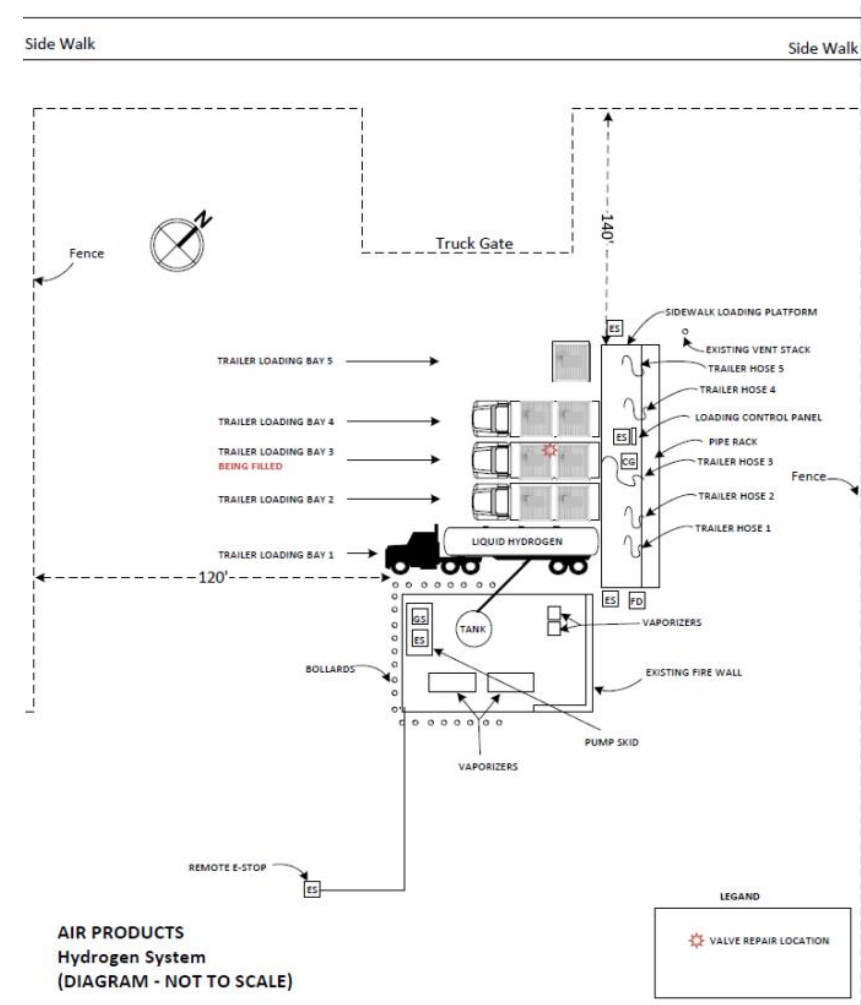 Side Walk
Side Walk
N
Fence
Truck Gate
140'
ES
SIDEWALK LOADING PLATFORM
EXISTING VENT STACK
TRAILER LOADING BAY 5
TRAILER HOSE 5
TRAILER HOSE 4
TRAILER LOADING BAY 4
LOADING CONTROL PANEL
ES
PIPE RACK
TRAILER LOADING BAY 3
BEING FILLED
CG
TRAILER HOSE 3
Fence
TRAILER LOADING BAY 2
TRAILER HOSE 2
TRAILER HOSE 1
LIQUID HYDROGEN
TRAILER LOADING BAY 1
120'
ES
FD
GS
ES
TANK
VAPORIZERS
BOLLARDS
EXISTING FIRE WALL
PUMP SKID
VAPORIZERS
REMOTE E-STOP
ES
LEGAND
VALVE REPAIR LOCATION
AIR PRODUCTS
Hydrogen System
(DIAGRAM - NOT TO SCALE)